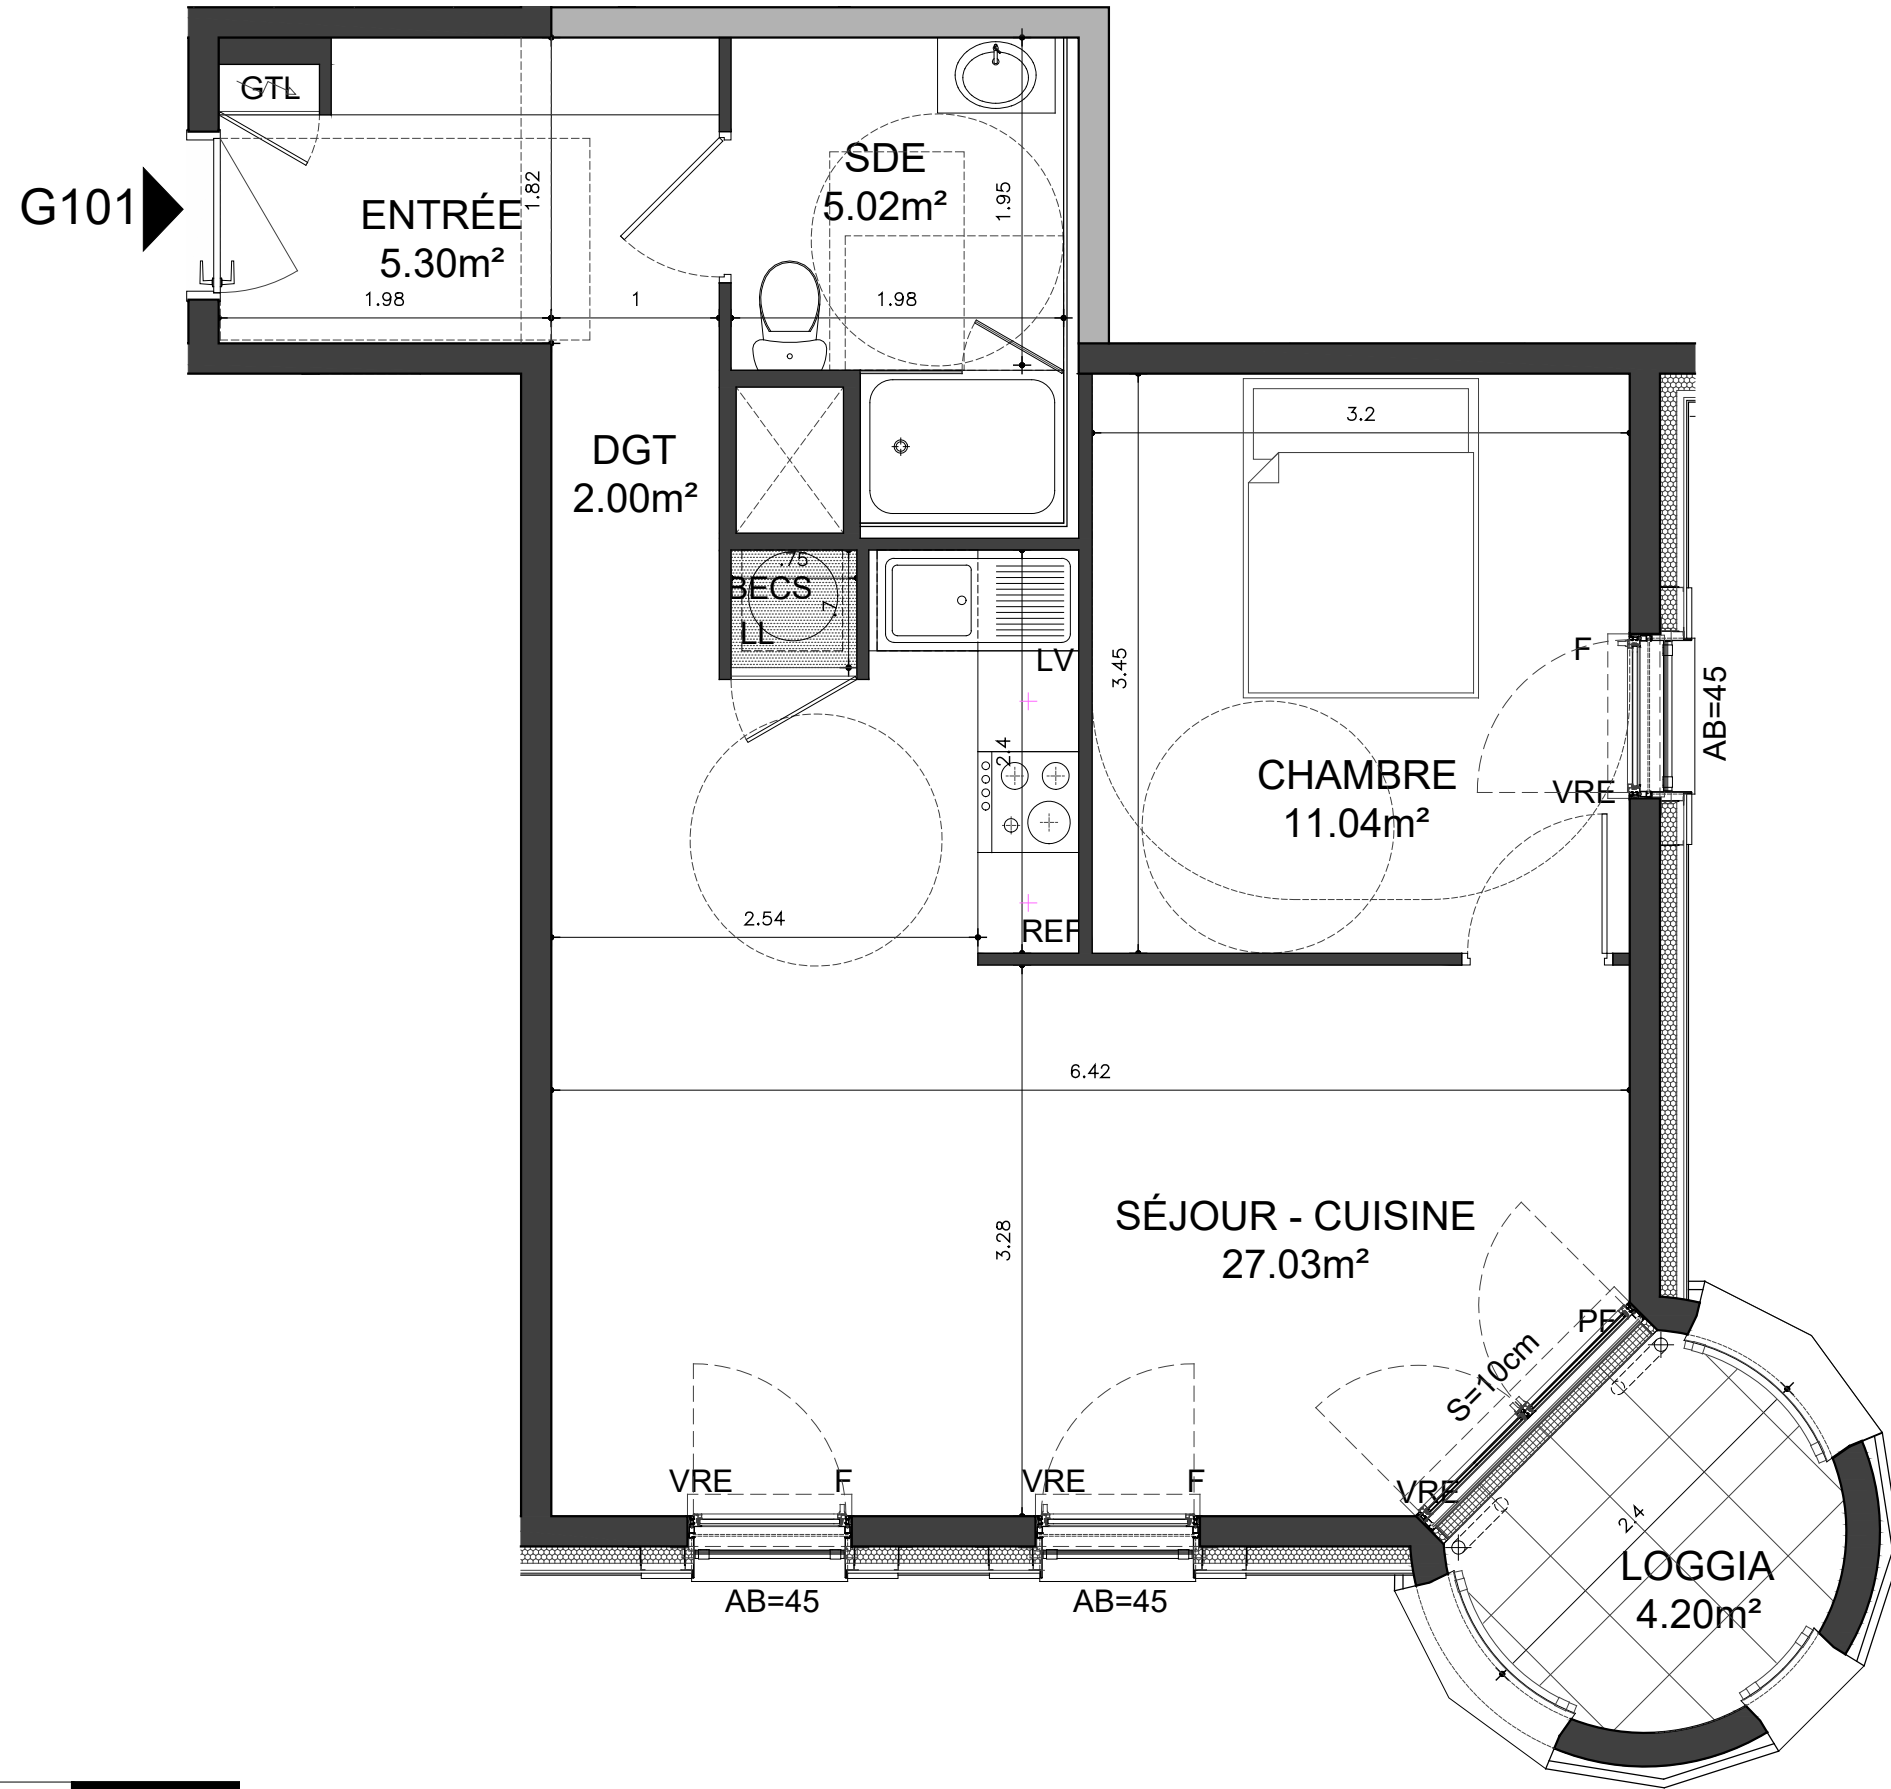 GTL
G101
ENTRÉE
5.30m²
1.82
1.98
1
SDE
5.02m²
1.95
1.98
DGT
2.00m²
3.2
.75
BECS
.7
LL
LV
3.45
F
AB=45
2.4
CHAMBRE
11.04m²
VRE
2.54
REF
6.42
3.28
SÉJOUR - CUISINE
27.03m²
PF
S=10cm
VRE
F
VRE
F
VRE
2.4
LOGGIA
4.20m²
AB=45
AB=45